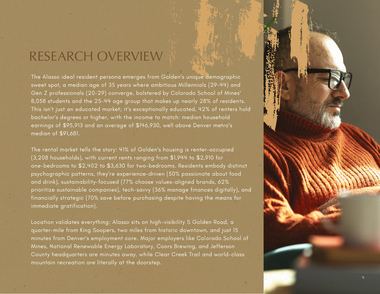 RESEARCH OVERVIEW
The Alasso ideal resident persona emerges from Golden's unique demographic
sweet spot, a median age of 35 years where ambitious Millennials (29-44) and
Gen Z professionals (20-29) converge, bolstered by Colorado School of Mines'
8,058 students and the 25-44 age group that makes up nearly 28% of residents.
This isn't just an educated market; it's exceptionally educated, 42% of renters hold
bachelor's degrees or higher, with the income to match: median household
earnings of $95,913 and an average of $146,930, well above Denver metro's
median of $91,681.
The rental market tells the story: 41% of Golden's housing is renter-occupied
(3,208 households), with current rents ranging from $1,944 to $2,910 for
one-bedrooms to $2,402 to $3,630 for two-bedrooms. Residents embody distinct
psychographic patterns, they're experience-driven (50% passionate about food
and drink), sustainability-focused (77% choose values-aligned brands, 62%
prioritize sustainable companies), tech-savvy (36% manage finances digitally), and
financially strategic (70% save before purchasing despite having the means for
immediate gratification).
Location validates everything: Alasso sits on high-visibility S Golden Road, a
quarter-mile from King Soopers, two miles from historic downtown, and just 15
minutes from Denver's employment core. Major employers like Colorado School of
Mines, National Renewable Energy Laboratory, Coors Brewing, and Jefferson
County headquarters are minutes away, while Clear Creek Trail and world-class
mountain recreation are literally at the doorstep.